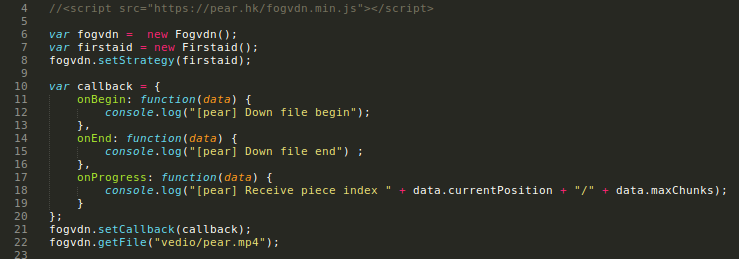 4 //<script src="https://pear.hk/fogvdn.min.js"></script>
5
6 var fogvdn =  new Fogvdn();
7 var firstaid = new Firstaid();
8 fogvdn.setStrategy(firstaid);
9
10 var callback = {
11     onBegin: function(data) {
12         console.log("[pear] Down file begin");
13     },
14     onEnd: function(data) {
15         console.log("[pear] Down file end") ;
16     },
17     onProgress: function(data) {
18         console.log("[pear] Receive piece index " + data.currentPosition + "/" + data.maxChunks);
19     }
20 };
21 fogvdn.setCallback(callback);
22 fogvdn.getFile("vedio/pear.mp4");
23